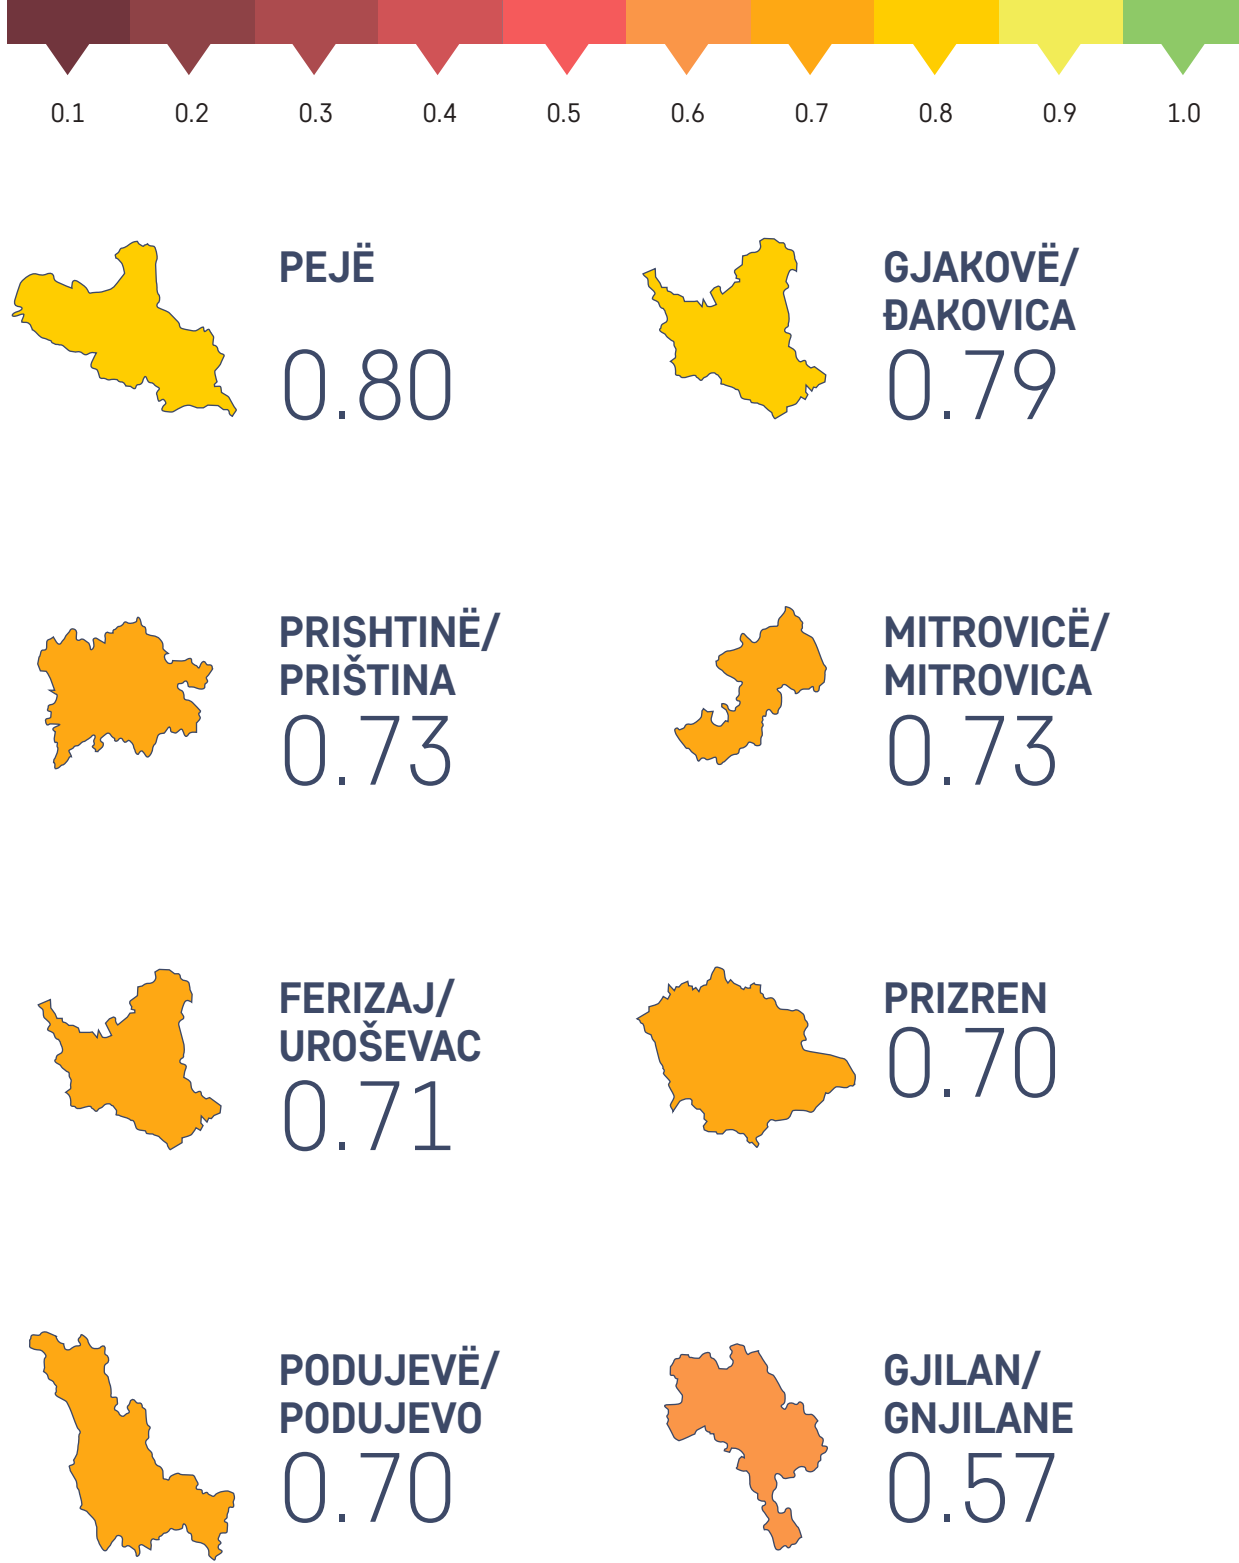 0.1 0.2 0.3 0.4 0.5 0.6 0.7 0.8 0.9 1.0
PEJË
0.80
GJAKOVË/
ĐAKOVICA
0.79
PRISHTINË/
PRIŠTINA
0.73
MITROVICË/
MITROVICA
0.73
FERIZAJ/
UROŠEVAC
0.71
PRIZREN
0.70
PODUJEVË/
PODUJEVO
0.70
GJILAN/
GNJILANE
0.57